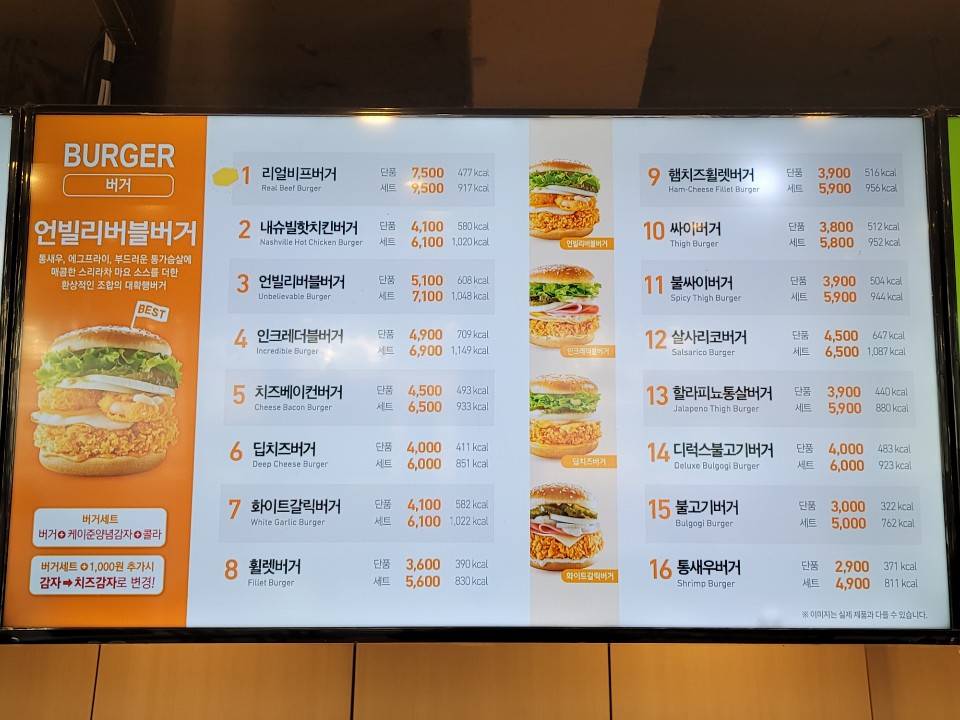 BURGER
버거
언빌리버블버거
통새우, 에그프라이, 부드러운 통가슴살에
매콤한 스리라차 마요 소스를 더한
환상적인 조합의 대확행버거
BEST
버거세트
버거+케이준양념감자+콜라
버거세트+1,000원 추가시
감자➡치즈감자로 변경!
1 리얼비프버거 단품 7,500 477 kcal
Real Beef Burger 세트 9,500 917 kcal
2 내슈빌핫치킨버거 단품 4,100 580 kcal
Nashville Hot Chicken Burger 세트 6,100 1,020 kcal
3 언빌리버블버거 단품 5,100 608 kcal
Unbelievable Burger 세트 7,100 1,048 kcal
4 인크레더블버거 단품 4,900 709 kcal
Incredible Burger 세트 6,900 1,149 kcal
5 치즈베이컨버거 단품 4,500 493 kcal
Cheese Bacon Burger 세트 6,500 933 kcal
6 딥치즈버거 단품 4,000 411 kcal
Deep Cheese Burger 세트 6,000 851 kcal
7 화이트갈릭버거 단품 4,100 582 kcal
White Garlic Burger 세트 6,100 1,022 kcal
8 휠렛버거 단품 3,600 390 kcal
Fillet Burger 세트 5,600 830 kcal
언빌리버블버거
인크레더블버거
딥치즈버거
화이트갈릭버거
9 햄치즈휠렛버거 단품 3,900 516 kcal
Ham-Cheese Fillet Burger 세트 5,900 956 kcal
10 싸이버거 단품 3,800 512 kcal
Thigh Burger 세트 5,800 952 kcal
11 불싸이버거 단품 3,900 504 kcal
Spicy Thigh Burger 세트 5,900 944 kcal
12 살사리코버거 단품 4,500 647 kcal
Salsarico Burger 세트 6,500 1,087 kcal
13 할라피뇨통살버거 단품 3,900 440 kcal
Jalapeno Thigh Burger 세트 5,900 880 kcal
14 디럭스불고기버거 단품 4,000 483 kcal
Deluxe Bulgogi Burger 세트 6,000 923 kcal
15 불고기버거 단품 3,000 322 kcal
Bulgogi Burger 세트 5,000 762 kcal
16 통새우버거 단품 2,900 371 kcal
Shrimp Burger 세트 4,900 811 kcal
※ 이미지는 실제 제품과 다를 수 있습니다.